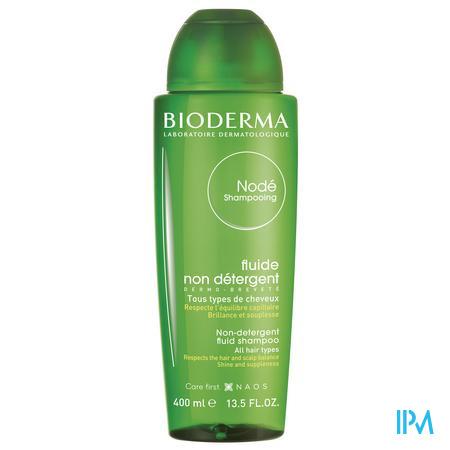 BIODERMA
LABORATOIRE DERMATOLOGIQUE
Nodé
Shampooing
fluide
non détergent
DERMO-BREVETÉ
Tous types de cheveux
Respecte l'équilibre capillaire
Brillance et souplesse
Non-detergent
fluid shampoo
All hair types
Respects the hair and scalp balance
Shine and suppleness
Care first NAOS
400 ml ℮ 13.5 FL.OZ.
IPM